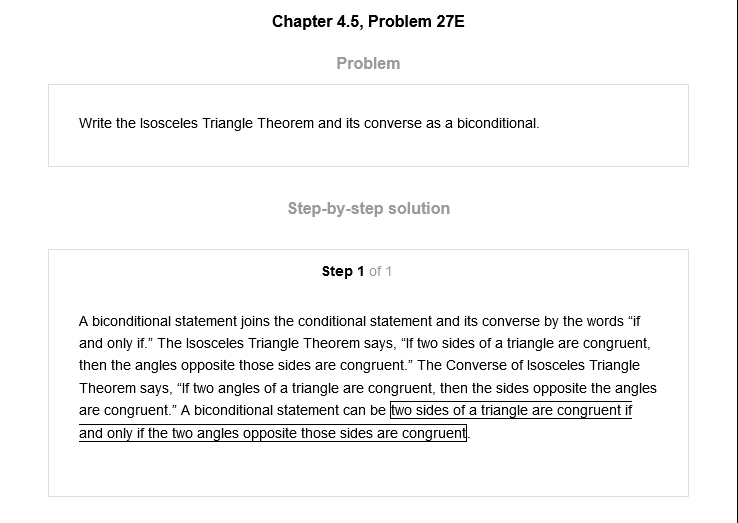 Chapter 4.5, Problem 27E
Problem
Write the Isosceles Triangle Theorem and its converse as a biconditional.
Step-by-step solution
Step 1 of 1
A biconditional statement joins the conditional statement and its converse by the words “if
and only if.” The Isosceles Triangle Theorem says, “If two sides of a triangle are congruent,
then the angles opposite those sides are congruent.” The Converse of Isosceles Triangle
Theorem says, “If two angles of a triangle are congruent, then the sides opposite the angles
are congruent.” A biconditional statement can be two sides of a triangle are congruent if
and only if the two angles opposite those sides are congruent.